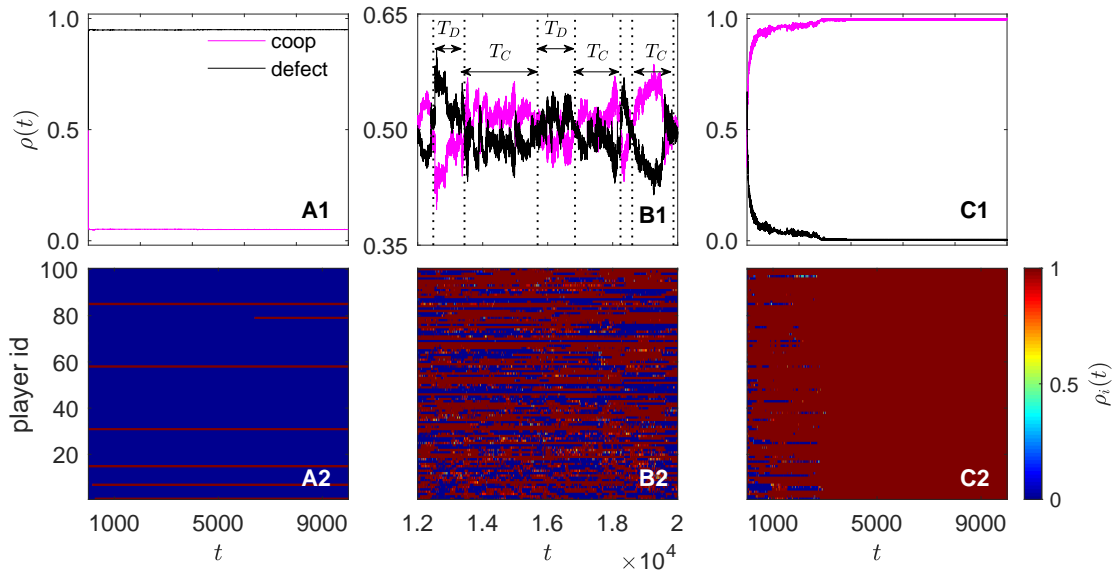 1.0
0.5
0.0
ρ(t)
coop
defect
A1
0.65
0.50
0.35
T_D
T_C
T_D
T_C
T_C
B1
1.0
0.5
0.0
C1
100
80
60
40
20
player id
A2
1000 5000 9000
t
B2
1.2 1.4 1.6 1.8 2
t
×10^4
C2
1000 5000 9000
t
1
0.5
0
ρ_i(t)